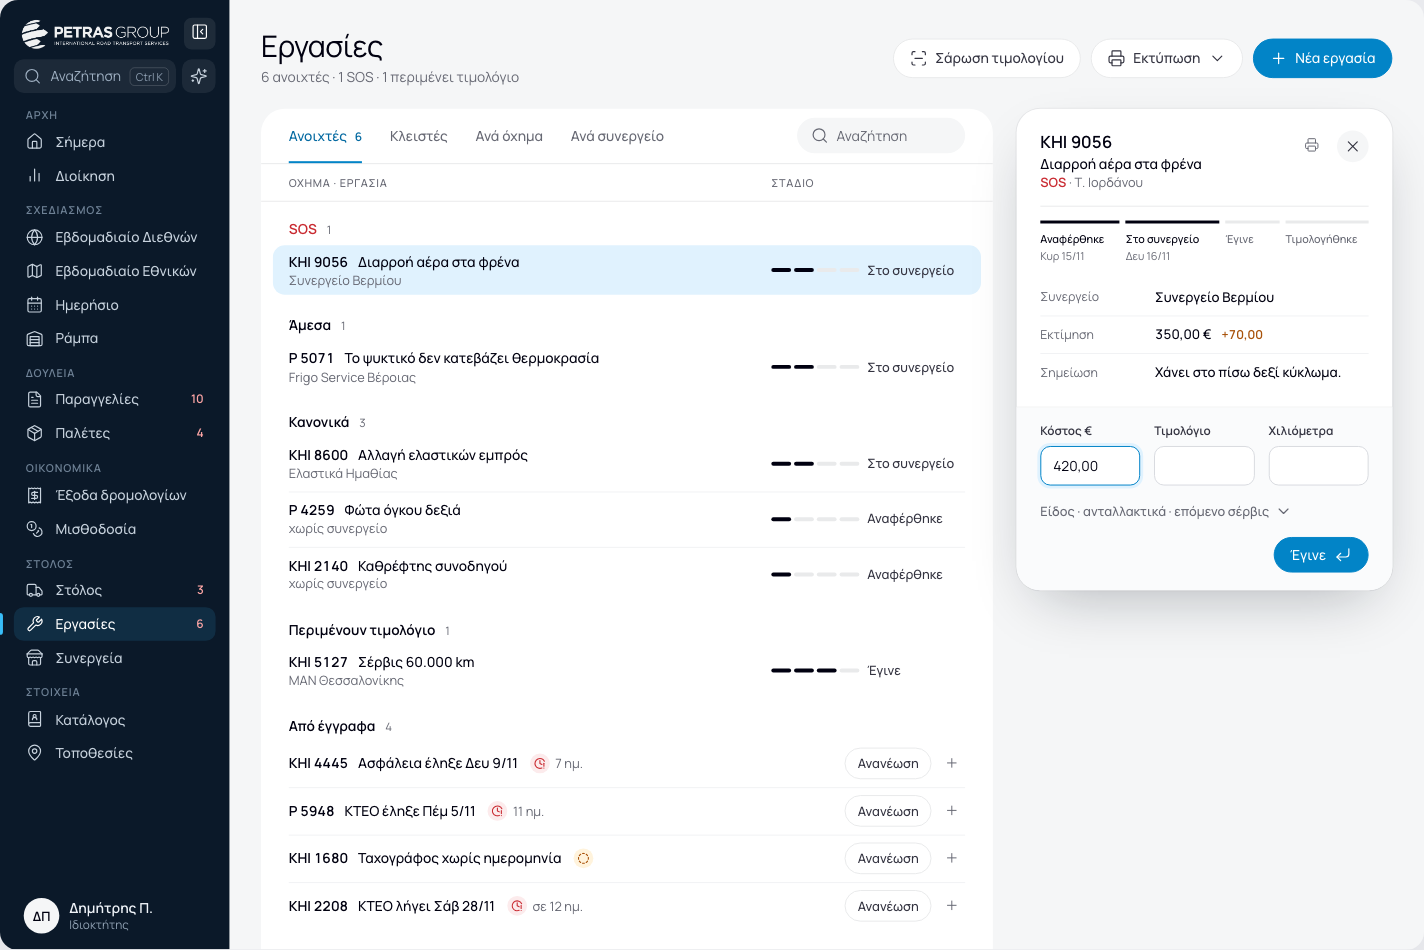 PETRAS GROUP
INTERNATIONAL ROAD TRANSPORT SERVICES
Αναζήτηση Ctrl K
ΑΡΧΗ
Σήμερα
Διοίκηση
ΣΧΕΔΙΑΣΜΟΣ
Εβδομαδιαίο Διεθνών
Εβδομαδιαίο Εθνικών
Ημερήσιο
Ράμπα
ΔΟΥΛΕΙΑ
Παραγγελίες 10
Παλέτες 4
ΟΙΚΟΝΟΜΙΚΑ
Έξοδα δρομολογίων
Μισθοδοσία
ΣΤΟΛΟΣ
Στόλος 3
Εργασίες 6
Συνεργεία
ΣΤΟΙΧΕΙΑ
Κατάλογος
Τοποθεσίες
ΔΠ
Δημήτρης Π.
Ιδιοκτήτης
Εργασίες
6 ανοιχτές · 1 SOS · 1 περιμένει τιμολόγιο
Σάρωση τιμολογίου
Εκτύπωση
Νέα εργασία
Ανοιχτές 6 Κλειστές Ανά όχημα Ανά συνεργείο Αναζήτηση
ΟΧΗΜΑ · ΕΡΓΑΣΙΑ ΣΤΑΔΙΟ
SOS 1
ΚΗΙ 9056 Διαρροή αέρα στα φρένα Στο συνεργείο
Συνεργείο Βερμίου
Άμεσα 1
Ρ 5071 Το ψυκτικό δεν κατεβάζει θερμοκρασία Στο συνεργείο
Frigo Service Βέροιας
Κανονικά 3
ΚΗΙ 8600 Αλλαγή ελαστικών εμπρός Στο συνεργείο
Ελαστικά Ημαθίας
Ρ 4259 Φώτα όγκου δεξιά Αναφέρθηκε
χωρίς συνεργείο
ΚΗΙ 2140 Καθρέφτης συνοδηγού Αναφέρθηκε
χωρίς συνεργείο
Περιμένουν τιμολόγιο 1
ΚΗΙ 5127 Σέρβις 60.000 km Έγινε
MAN Θεσσαλονίκης
Από έγγραφα 4
ΚΗΙ 4445 Ασφάλεια έληξε Δευ 9/11 7 ημ. Ανανέωση
Ρ 5948 ΚΤΕΟ έληξε Πέμ 5/11 11 ημ. Ανανέωση
ΚΗΙ 1680 Ταχογράφος χωρίς ημερομηνία Ανανέωση
ΚΗΙ 2208 ΚΤΕΟ λήγει Σάβ 28/11 σε 12 ημ. Ανανέωση
ΚΗΙ 9056
Διαρροή αέρα στα φρένα
SOS · Τ. Ιορδάνου
Αναφέρθηκε Στο συνεργείο Έγινε Τιμολογήθηκε
Κυρ 15/11 Δευ 16/11
Συνεργείο Συνεργείο Βερμίου
Εκτίμηση 350,00 € +70,00
Σημείωση Χάνει στο πίσω δεξί κύκλωμα.
Κόστος € Τιμολόγιο Χιλιόμετρα
420,00
Είδος · ανταλλακτικά · επόμενο σέρβις
Έγινε